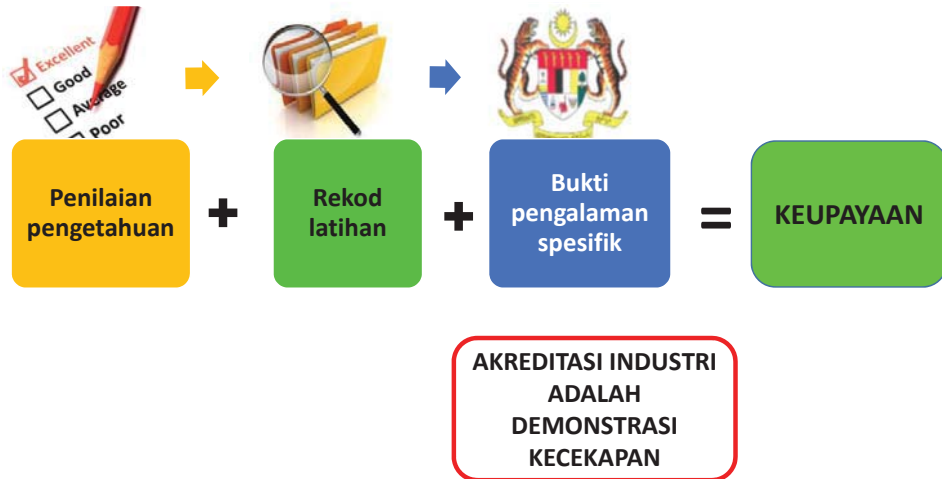 Excellent
Good
Average
Poor
Penilaian
pengetahuan
+
Rekod
latihan
+
Bukti
pengalaman
spesifik
=
KEUPAYAAN
AKREDITASI INDUSTRI
ADALAH
DEMONSTRASI
KECEKAPAN